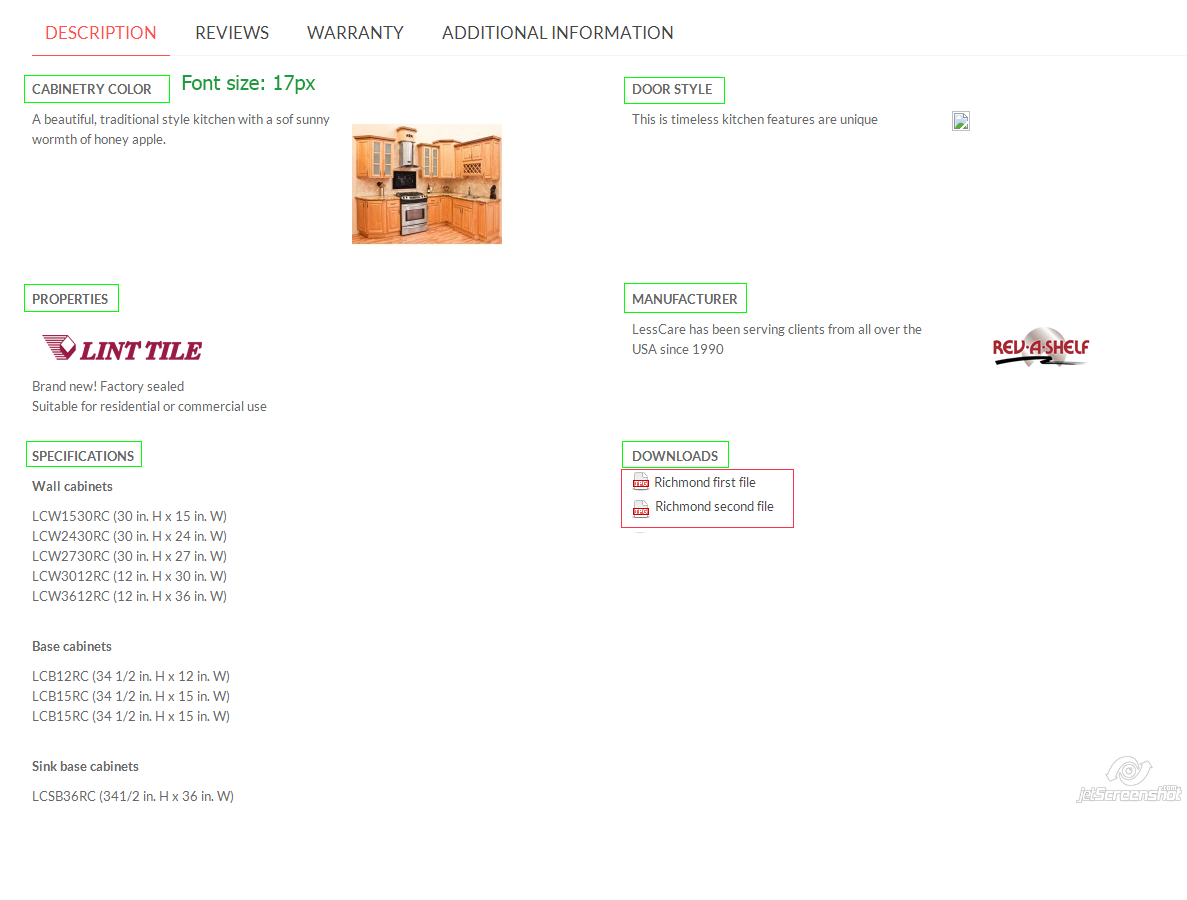 DESCRIPTION REVIEWS WARRANTY ADDITIONAL INFORMATION
CABINETRY COLOR Font size: 17px
A beautiful, traditional style kitchen with a sof sunny
wormth of honey apple.
DOOR STYLE
This is timeless kitchen features are unique
PROPERTIES
LINT TILE
Brand new! Factory sealed
Suitable for residential or commercial use
MANUFACTURER
LessCare has been serving clients from all over the
USA since 1990
REV-A-SHELF
SPECIFICATIONS
Wall cabinets
LCW1530RC (30 in. H x 15 in. W)
LCW2430RC (30 in. H x 24 in. W)
LCW2730RC (30 in. H x 27 in. W)
LCW3012RC (12 in. H x 30 in. W)
LCW3612RC (12 in. H x 36 in. W)
Base cabinets
LCB12RC (34 1/2 in. H x 12 in. W)
LCB15RC (34 1/2 in. H x 15 in. W)
LCB15RC (34 1/2 in. H x 15 in. W)
Sink base cabinets
LCSB36RC (341/2 in. H x 36 in. W)
DOWNLOADS
Richmond first file
Richmond second file
jetScreenshot.com